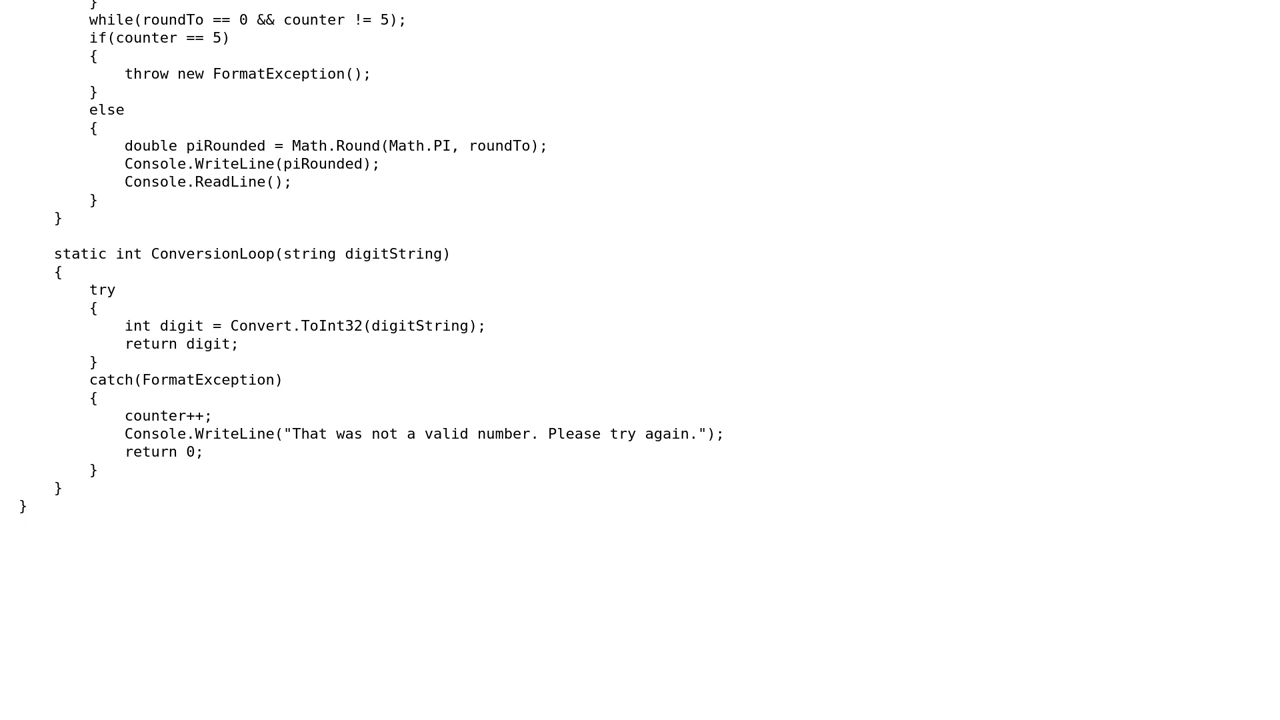 }
        while(roundTo == 0 && counter != 5);
        if(counter == 5)
        {
            throw new FormatException();
        }
        else
        {
            double piRounded = Math.Round(Math.PI, roundTo);
            Console.WriteLine(piRounded);
            Console.ReadLine();
        }
    }

    static int ConversionLoop(string digitString)
    {
        try
        {
            int digit = Convert.ToInt32(digitString);
            return digit;
        }
        catch(FormatException)
        {
            counter++;
            Console.WriteLine("That was not a valid number. Please try again.");
            return 0;
        }
    }
}